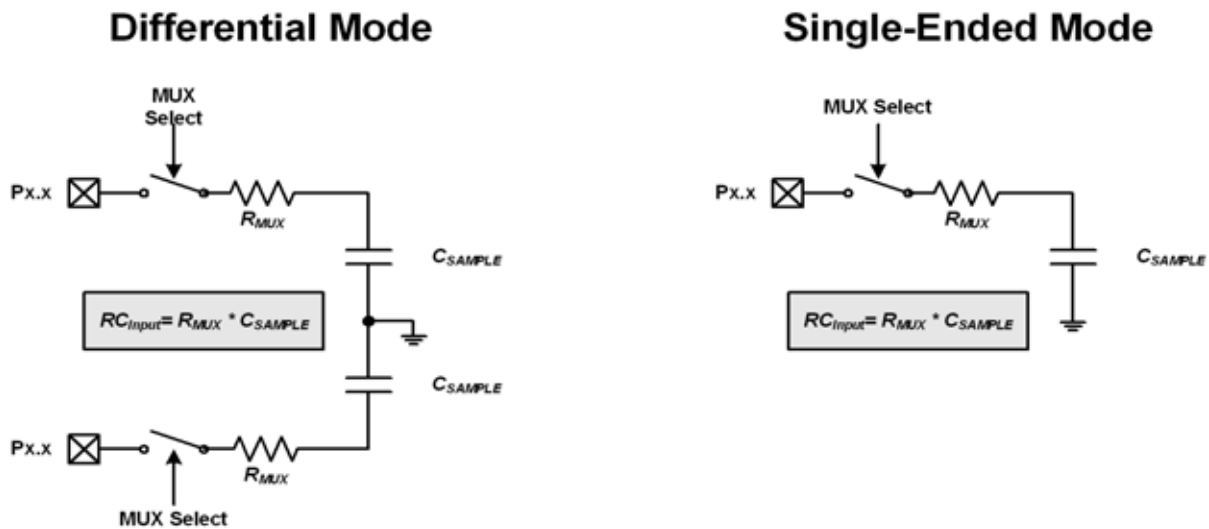 Differential Mode
MUX
Select
Px.x
R_MUX
C_SAMPLE
RC_Input= R_MUX * C_SAMPLE
C_SAMPLE
Px.x
R_MUX
MUX Select
Single-Ended Mode
MUX Select
Px.x
R_MUX
C_SAMPLE
RC_Input= R_MUX * C_SAMPLE